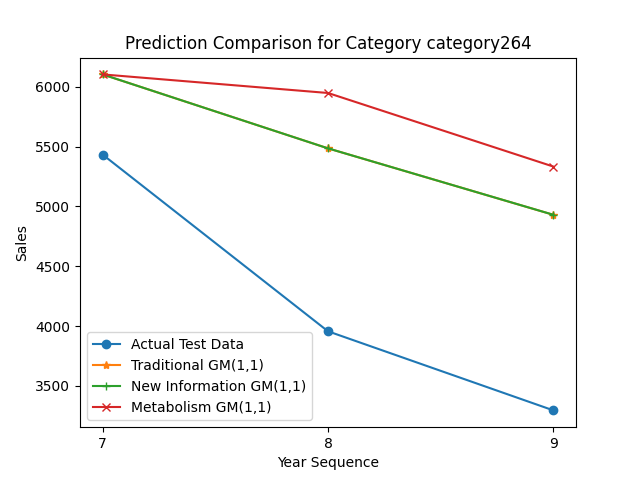 Prediction Comparison for Category category264
6000
5500
5000
4500
4000
3500
Sales
Actual Test Data
Traditional GM(1,1)
New Information GM(1,1)
Metabolism GM(1,1)
7
8
9
Year Sequence